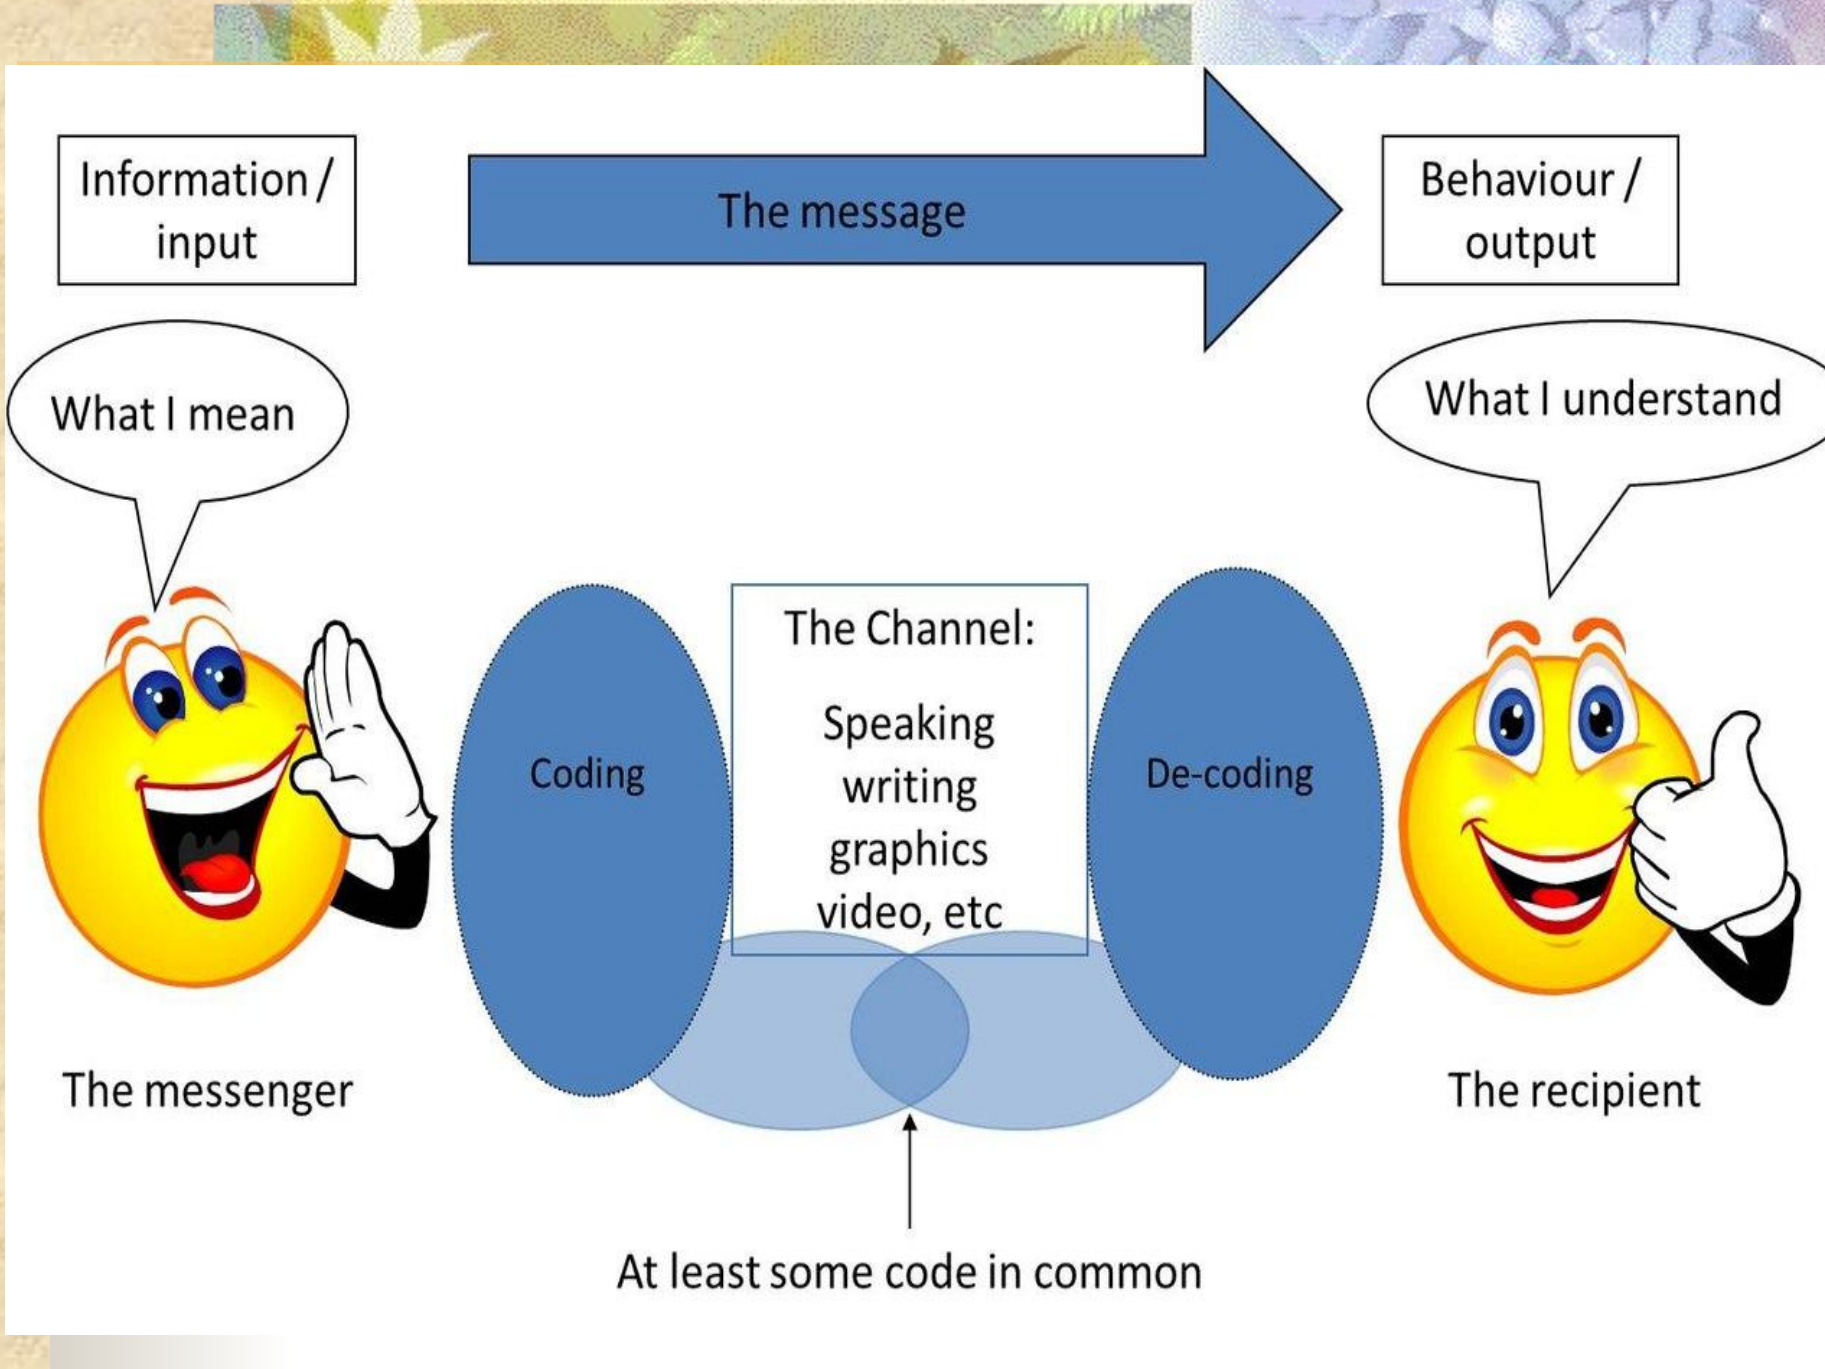 Information /
input
The message
Behaviour /
output
What I mean
What I understand
The Channel:
Speaking
writing
graphics
video, etc
Coding
De-coding
The messenger
The recipient
At least some code in common